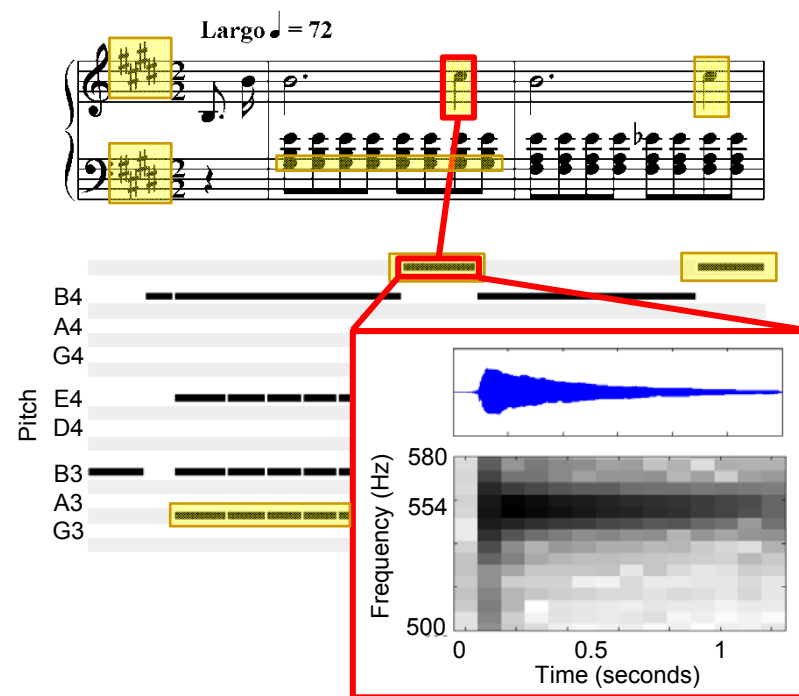 Largo ♩ = 72
2
2
2
2
Pitch
B4
A4
G4
E4
D4
B3
A3
G3
Frequency (Hz)
580
554
500
0 0.5 1
Time (seconds)